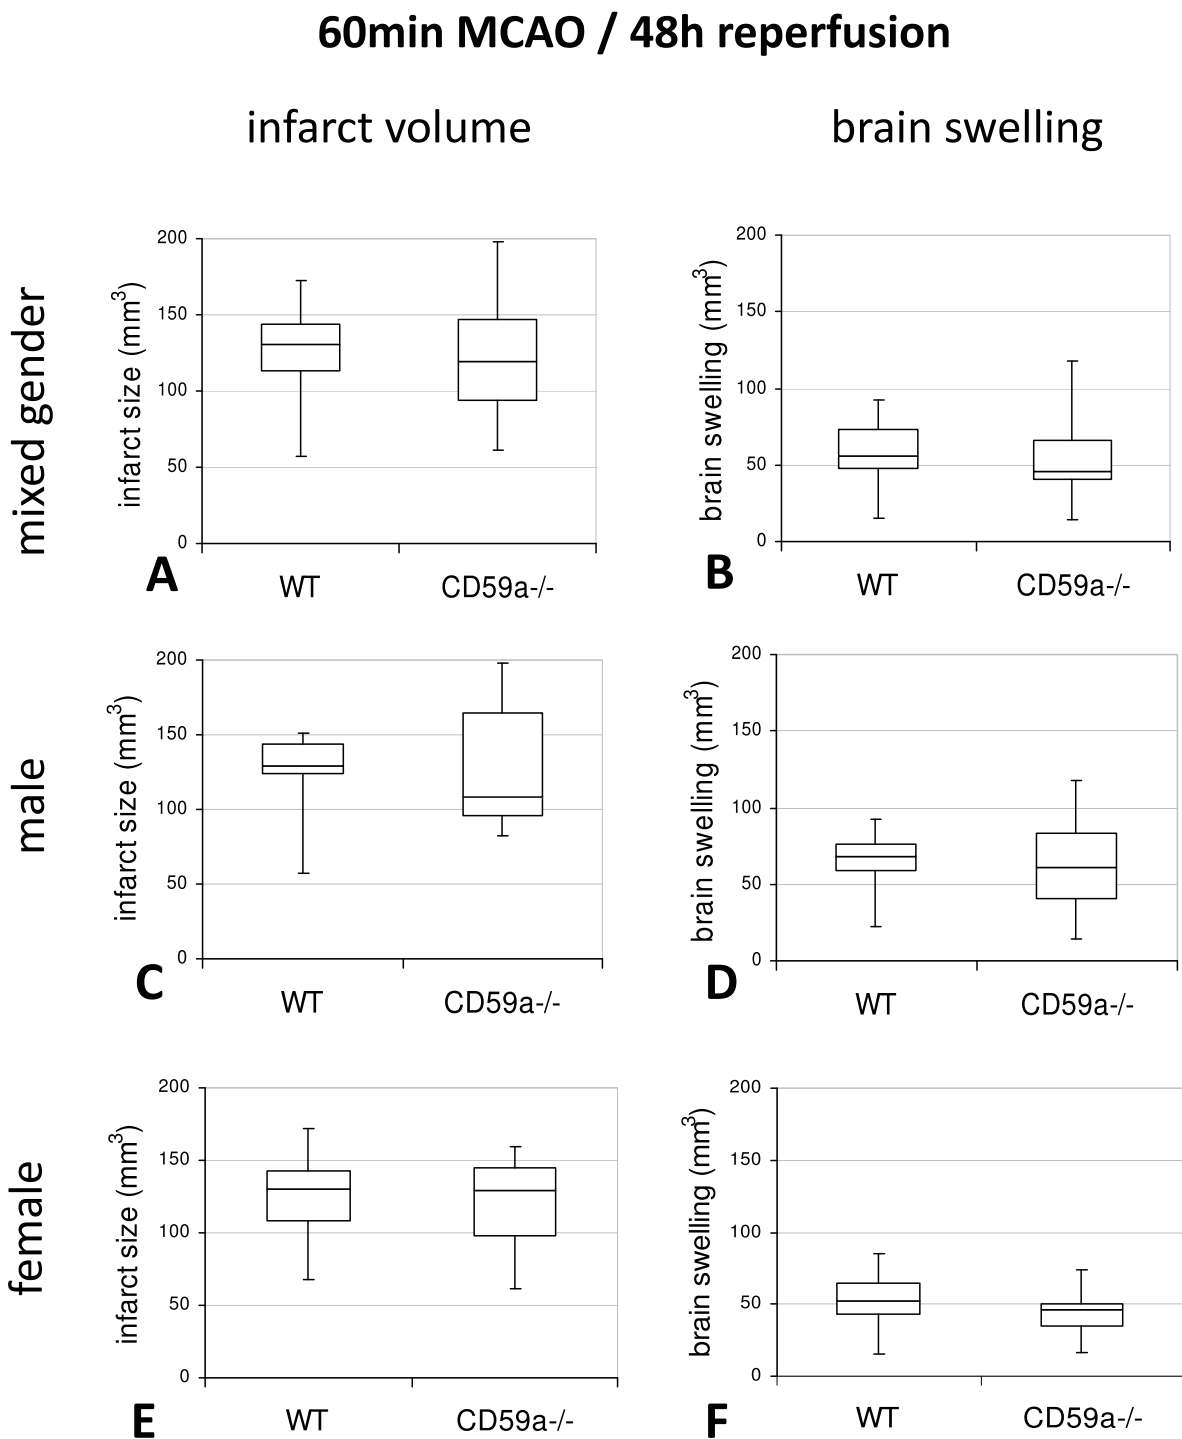 60min MCAO / 48h reperfusion
infarct volume
brain swelling
mixed gender
infarct size (mm³)
200
150
100
50
0
A
WT
CD59a-/-
brain swelling (mm³)
200
150
100
50
0
B
WT
CD59a-/-
male
infarct size (mm³)
200
150
100
50
0
C
WT
CD59a-/-
brain swelling (mm³)
200
150
100
50
0
D
WT
CD59a-/-
female
infarct size (mm³)
200
150
100
50
0
E
WT
CD59a-/-
brain swelling (mm³)
200
150
100
50
0
F
WT
CD59a-/-